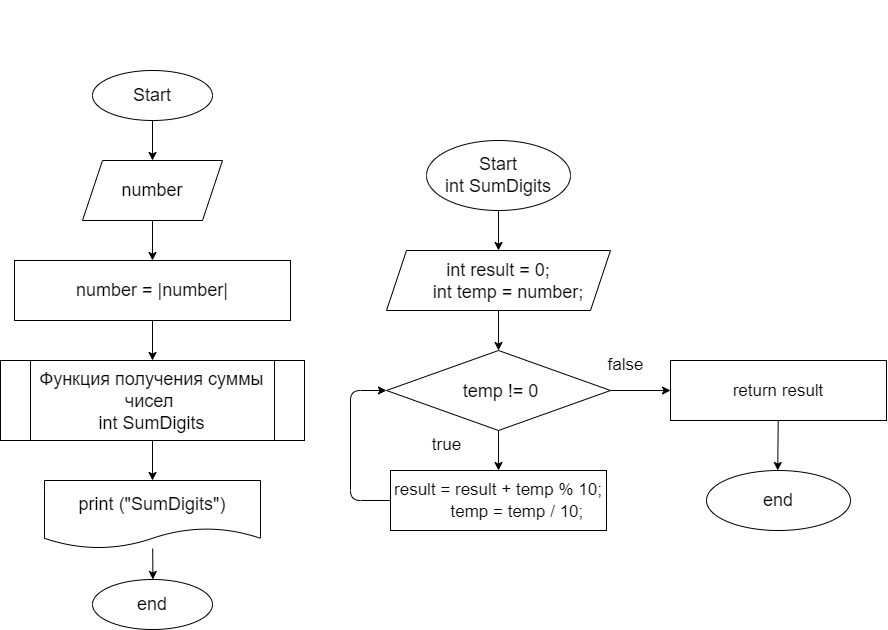 Start
number
number = |number|
Функция получения суммы
чисел
int SumDigits
print ("SumDigits")
end
Start
int SumDigits
int result = 0;
int temp = number;
temp != 0
false
true
result = result + temp % 10;
temp = temp / 10;
return result
end